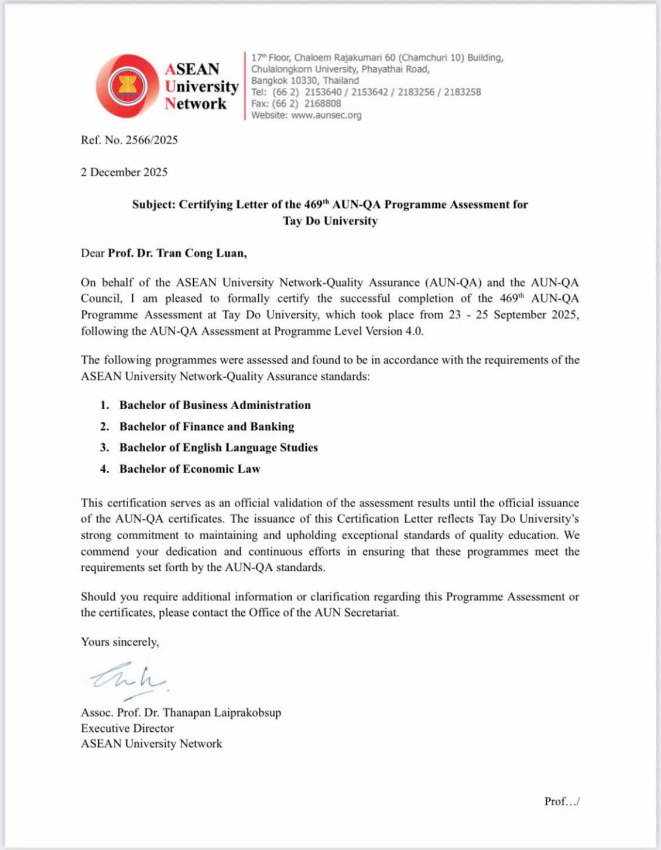 ASEAN
University
Network
17th Floor, Chaloem Rajakumari 60 (Chamchuri 10) Building,
Chulalongkorn University, Phayathai Road,
Bangkok 10330, Thailand
Tel: (66 2) 2153640 / 2153642 / 2183256 / 2183258
Fax: (66 2) 2168808
Website: www.aunsec.org
Ref. No. 2566/2025
2 December 2025
Subject: Certifying Letter of the 469th AUN-QA Programme Assessment for
Tay Do University
Dear Prof. Dr. Tran Cong Luan,
On behalf of the ASEAN University Network-Quality Assurance (AUN-QA) and the AUN-QA
Council, I am pleased to formally certify the successful completion of the 469th AUN-QA
Programme Assessment at Tay Do University, which took place from 23 - 25 September 2025,
following the AUN-QA Assessment at Programme Level Version 4.0.
The following programmes were assessed and found to be in accordance with the requirements of the
ASEAN University Network-Quality Assurance standards:
1. Bachelor of Business Administration
2. Bachelor of Finance and Banking
3. Bachelor of English Language Studies
4. Bachelor of Economic Law
This certification serves as an official validation of the assessment results until the official issuance
of the AUN-QA certificates. The issuance of this Certification Letter reflects Tay Do University's
strong commitment to maintaining and upholding exceptional standards of quality education. We
commend your dedication and continuous efforts in ensuring that these programmes meet the
requirements set forth by the AUN-QA standards.
Should you require additional information or clarification regarding this Programme Assessment or
the certificates, please contact the Office of the AUN Secretariat.
Yours sincerely,
Assoc. Prof. Dr. Thanapan Laiprakobsup
Executive Director
ASEAN University Network
Prof…/